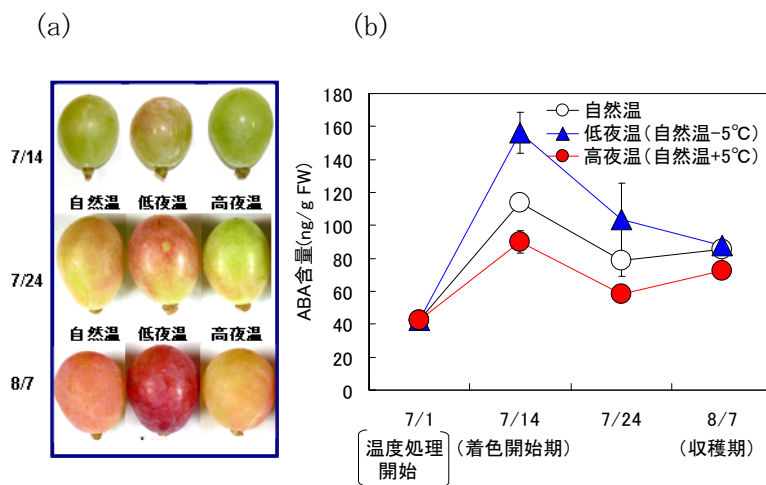 (a)
7/14
自然温 低夜温 高夜温
7/24
自然温 低夜温 高夜温
8/7
(b)
ABA含量(ng/g FW)
180
160
140
120
100
80
60
40
20
0
自然温
低夜温(自然温-5℃)
高夜温(自然温+5℃)
7/1 7/14 7/24 8/7
温度処理
開始
(着色開始期)
(収穫期)